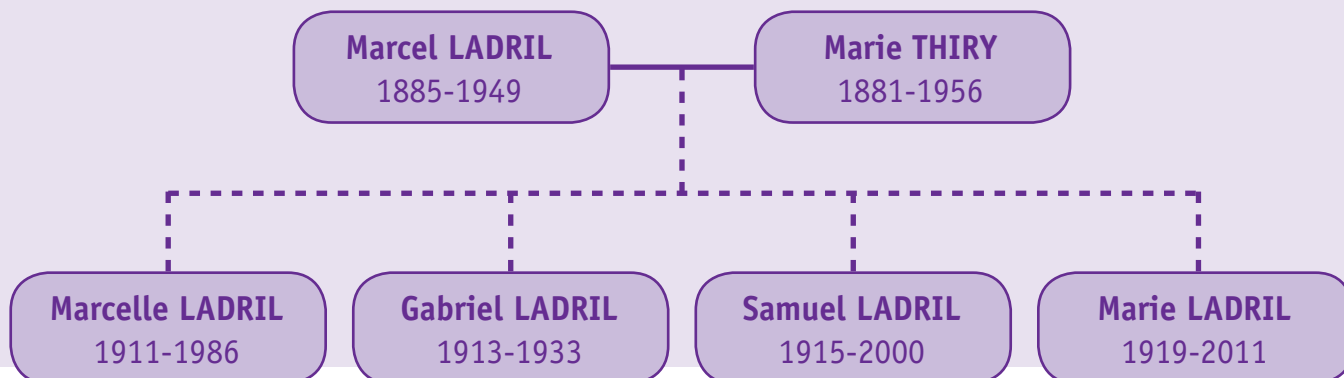 Marcel LADRIL
1885-1949
Marie THIRY
1881-1956
Marcelle LADRIL
1911-1986
Gabriel LADRIL
1913-1933
Samuel LADRIL
1915-2000
Marie LADRIL
1919-2011